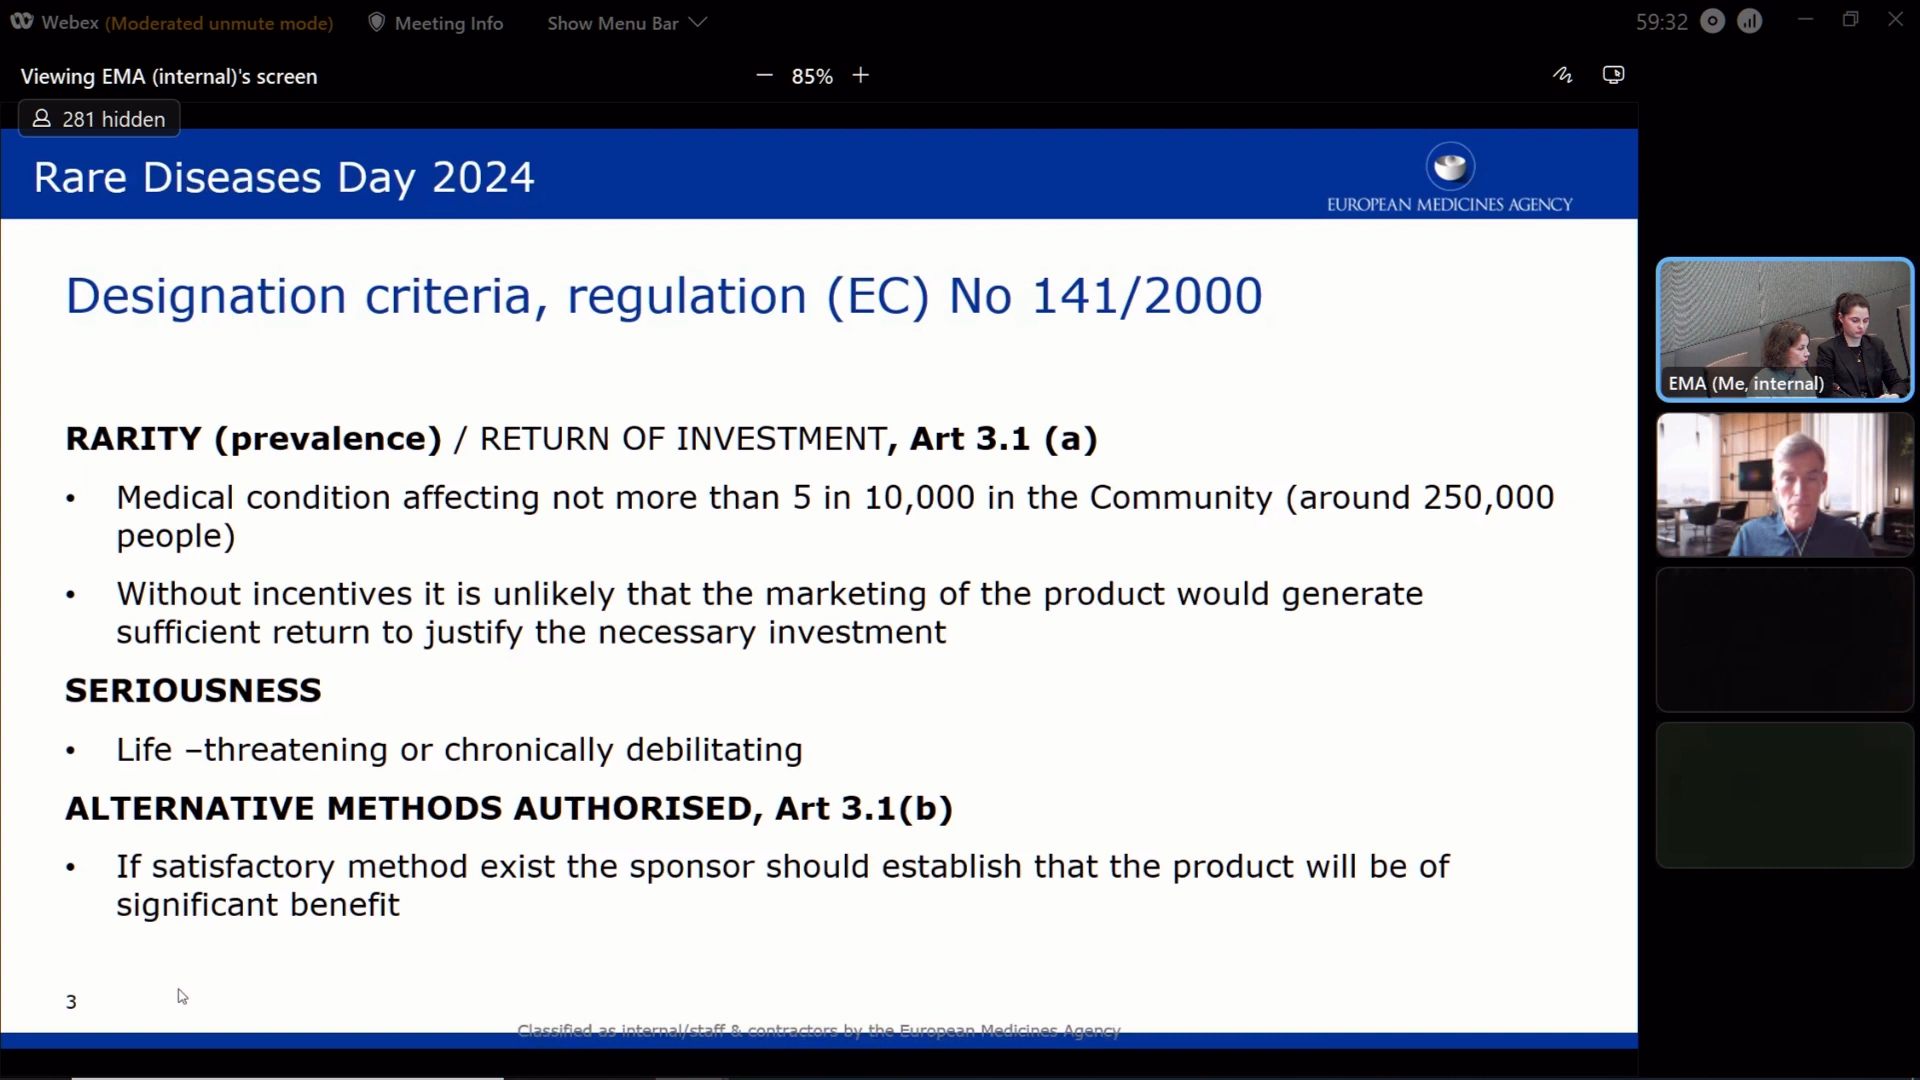 Webex (Moderated unmute mode) Meeting Info Show Menu Bar 59:32
Viewing EMA (internal)'s screen 85%
281 hidden
Rare Diseases Day 2024
EUROPEAN MEDICINES AGENCY
Designation criteria, regulation (EC) No 141/2000
RARITY (prevalence) / RETURN OF INVESTMENT, Art 3.1 (a)
• Medical condition affecting not more than 5 in 10,000 in the Community (around 250,000
people)
• Without incentives it is unlikely that the marketing of the product would generate
sufficient return to justify the necessary investment
SERIOUSNESS
• Life –threatening or chronically debilitating
ALTERNATIVE METHODS AUTHORISED, Art 3.1(b)
• If satisfactory method exist the sponsor should establish that the product will be of
significant benefit
3
Classified as internal/staff & contractors by the European Medicines Agency
EMA (Me, internal)